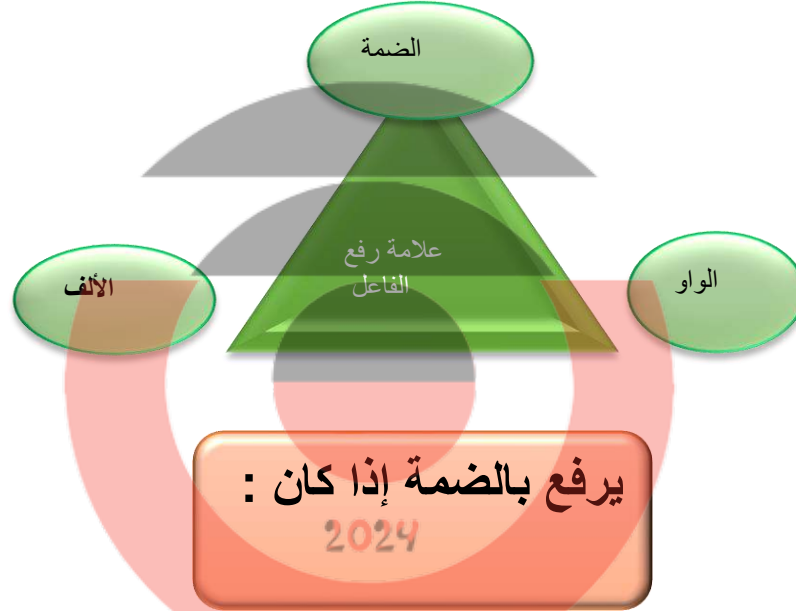 الضمة
علامة رفع
الفاعل
الواو
الألف
يرفع بالضمة إذا كان :
2024